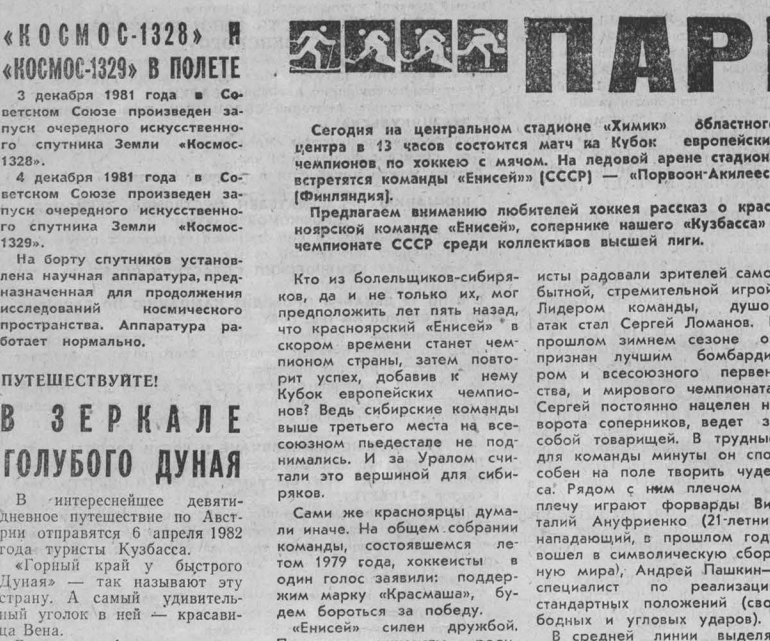 «КОСМОС-1328» И
«КОСМОС-1329» В ПОЛЕТЕ
3 декабря 1981 года в Со-
ветском Союзе произведен за-
пуск очередного искусственно-
го спутника Земли «Космос-
1328».
4 декабря 1981 года в Со-
ветском Союзе произведен за-
пуск очередного искусственно-
го спутника Земли «Космос-
1329».
На борту спутников установ-
лена научная аппаратура, пред-
назначенная для продолжения
исследований космического
пространства. Аппаратура ра-
ботает нормально.
ПУТЕШЕСТВУЙТЕ!
В ЗЕРКАЛЕ
ГОЛУБОГО ДУНАЯ
В интереснейшее девяти-
дневное путешествие по Авст-
рии отправятся 6 апреля 1982
года туристы Кузбасса.
«Горный край у быстрого
Дуная» — так называют эту
страну. А самый удивитель-
ный уголок в ней — красави-
ца Вена.
ПАР
Сегодня на центральном стадионе «Химик» областного
центра в 13 часов состоится матч на Кубок европейски
чемпионов по хоккею с мячом. На ледовой арене стадион
встретятся команды «Енисей»» (СССР) — «Порвоон-Акилеес
(Финляндия).
Предлагаем вниманию любителей хоккея рассказ о крас
ноярской команде «Енисей», сопернике нашего «Кузбасса»
чемпионате СССР среди коллективов высшей лиги.
Кто из болельщиков-сибиря-
ков, да и не только их, мог
предположить лет пять назад,
что красноярский «Енисей» в
скором времени станет чем-
пионом страны, затем повто-
рит успех, добавив к нему
Кубок европейских чемпио-
нов? Ведь сибирские команды
выше третьего места на все-
союзном пьедестале не под-
нимались. И за Уралом счи-
тали это вершиной для сиби-
ряков.
Сами же красноярцы дума-
ли иначе. На общем собрании
команды, состоявшемся ле-
том 1979 года, хоккеисты в
один голос заявили: поддер-
жим марку «Красмаша», бу-
дем бороться за победу.
«Енисей» силен дружбой.
исты радовали зрителей само
бытной, стремительной игрой
Лидером команды, душо
атак стал Сергей Ломанов.
прошлом зимнем сезоне о
признан лучшим бомбарди
ром и всесоюзного первен
ства, и мирового чемпионата
Сергей постоянно нацелен н
ворота соперников, ведет з
собой товарищей. В трудны
для команды минуты он спо
собен на поле творить чуде
са. Рядом с ним плечом
плечу играют форварды Ви
талий Ануфриенко (21-летни
нападающий, в прошлом год
вошел в символическую сбор
ную мира), Андрей Пашкин—
специалист по реализаци
стандартных положений (сво
бодных и угловых ударов).
В средней линии выдел